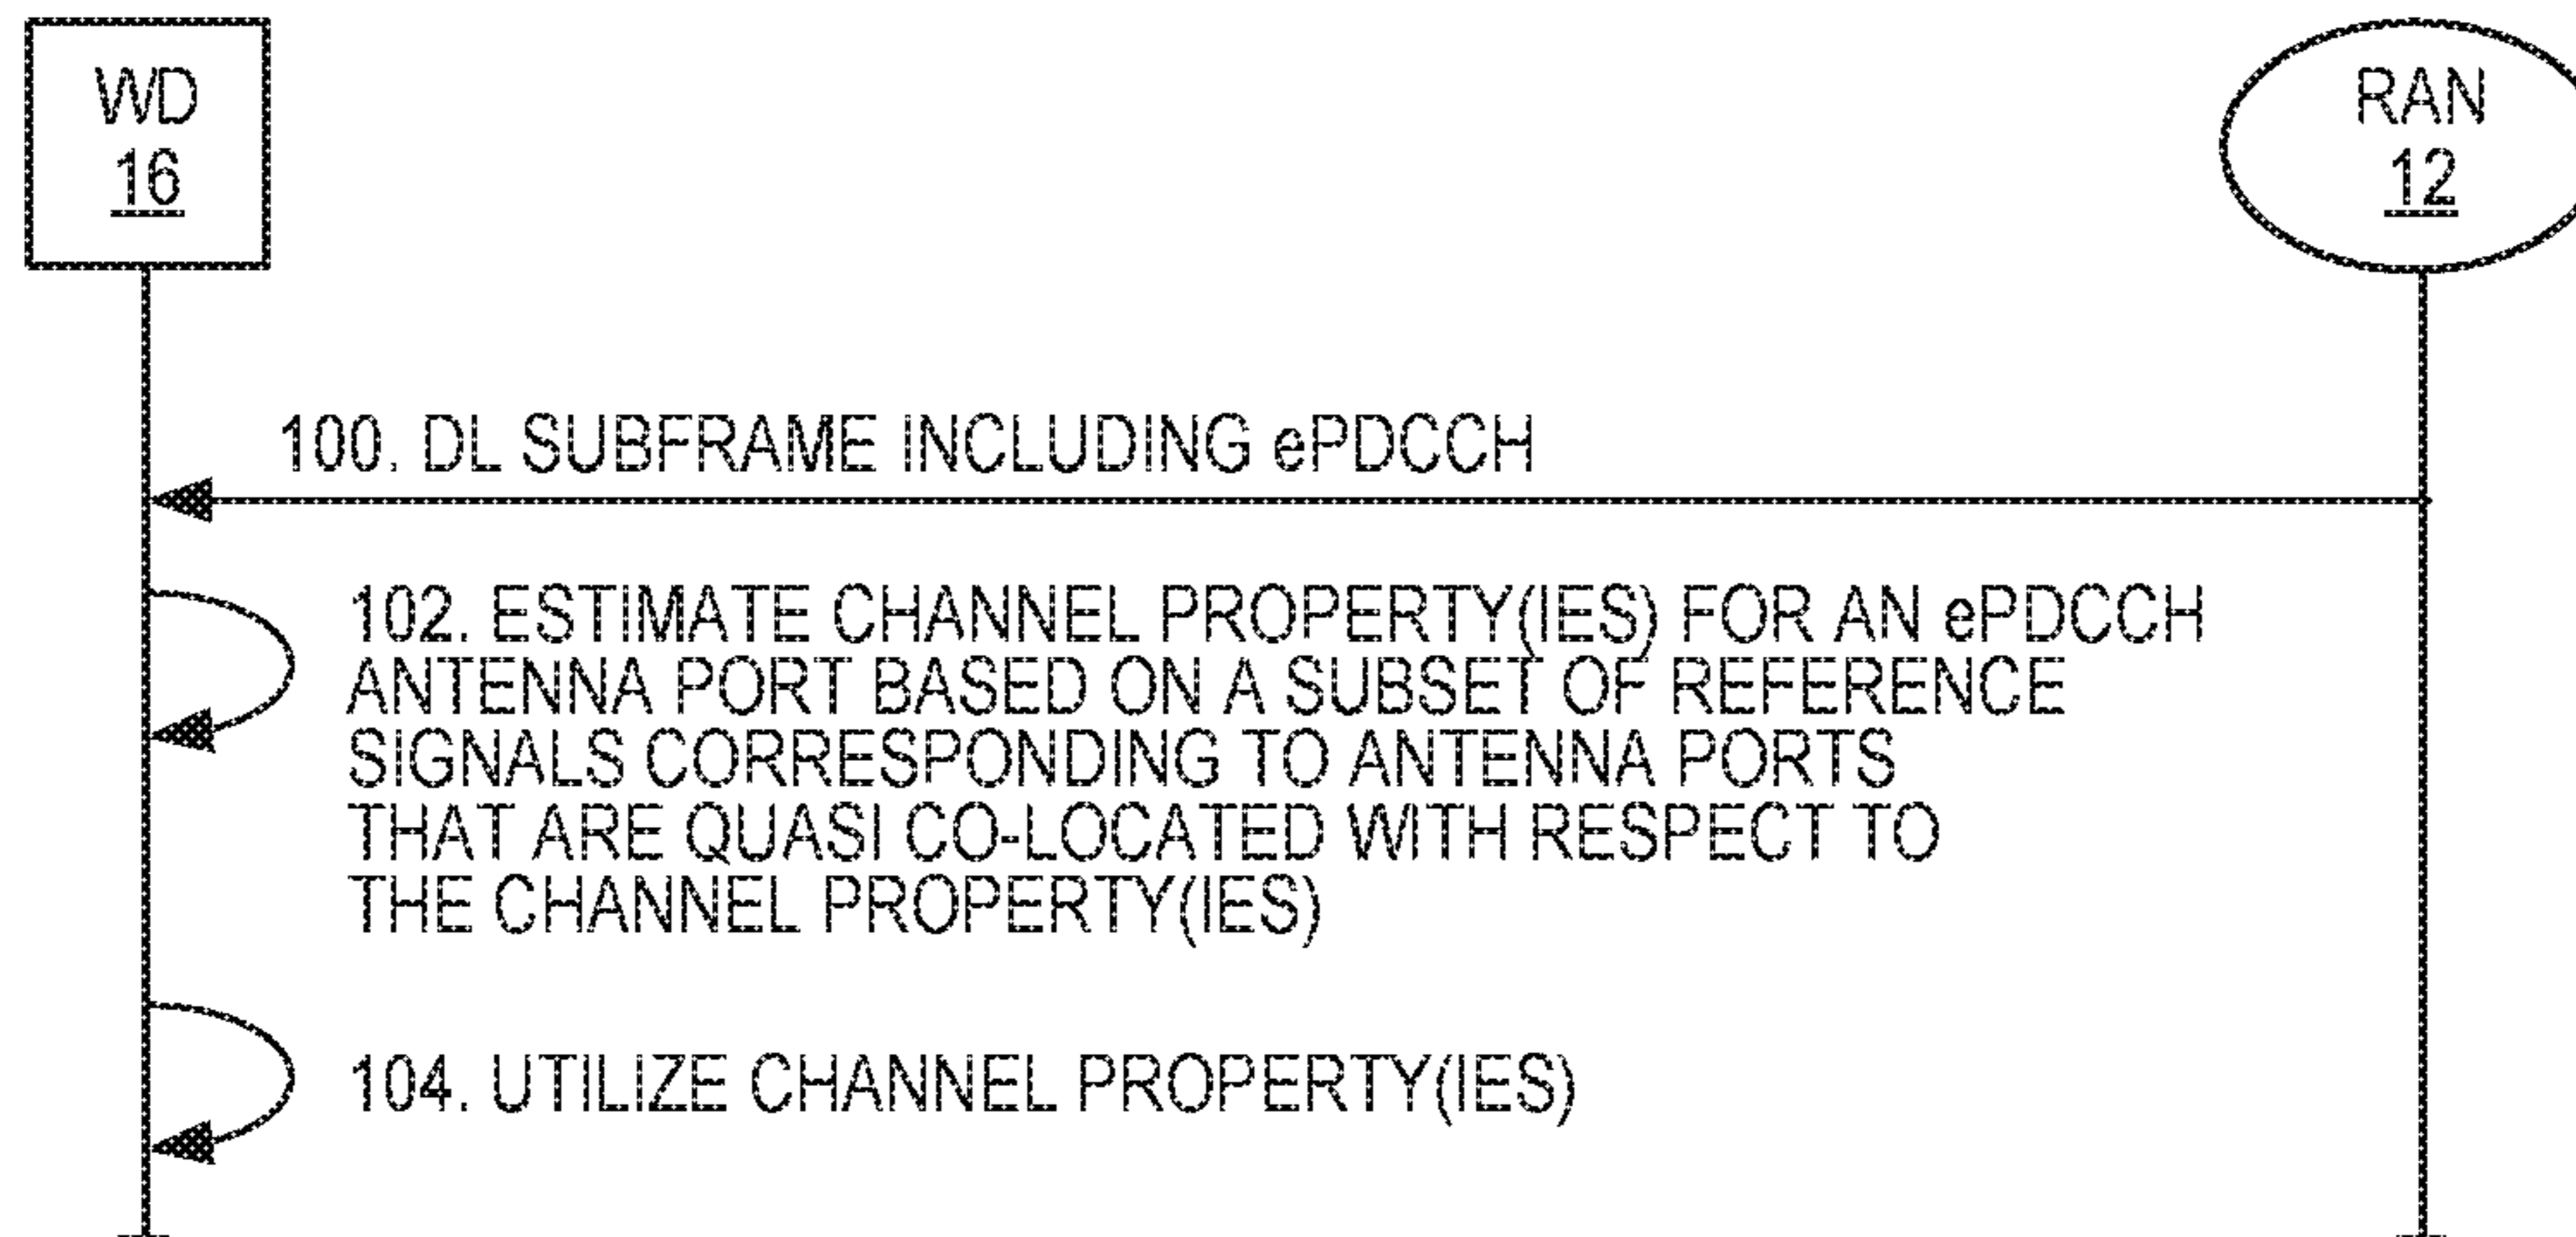 WD
16
RAN
12
100. DL SUBFRAME INCLUDING ePDCCH
102. ESTIMATE CHANNEL PROPERTY(IES) FOR AN ePDCCH
ANTENNA PORT BASED ON A SUBSET OF REFERENCE
SIGNALS CORRESPONDING TO ANTENNA PORTS
THAT ARE QUASI CO-LOCATED WITH RESPECT TO
THE CHANNEL PROPERTY(IES)
104. UTILIZE CHANNEL PROPERTY(IES)